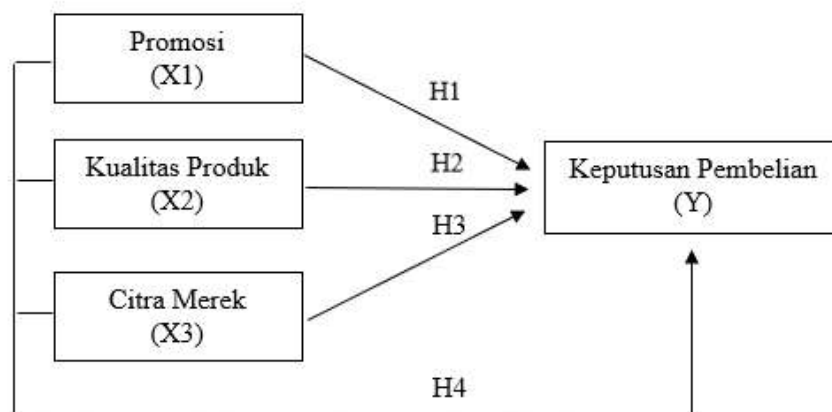 Promosi
(X1)
H1
Kualitas Produk
(X2)
H2
Keputusan Pembelian
(Y)
H3
Citra Merek
(X3)
H4